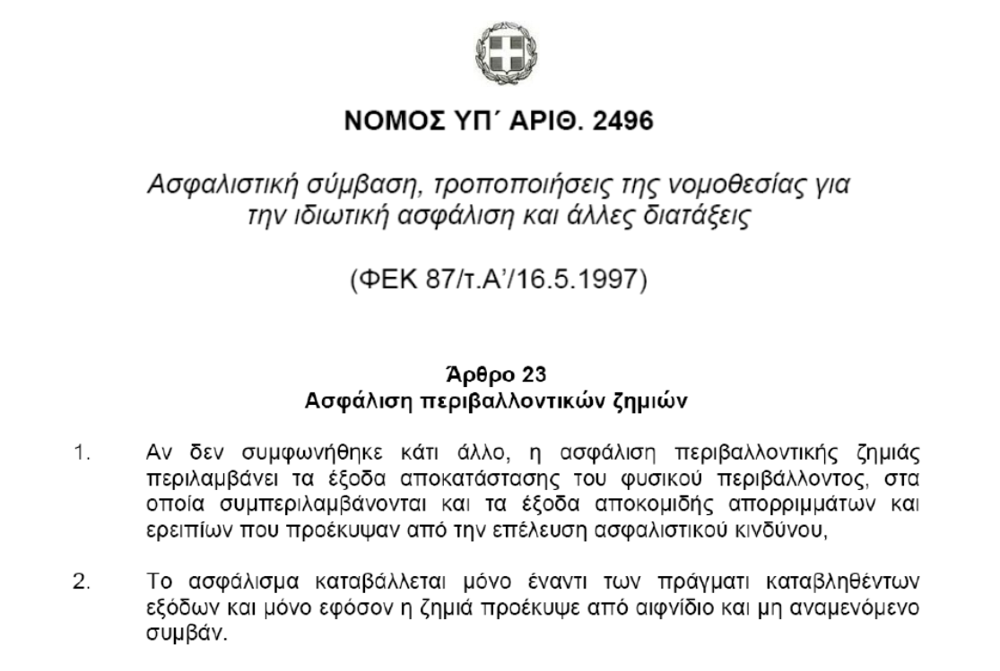 ΝΟΜΟΣ ΥΠ΄ ΑΡΙΘ. 2496
Ασφαλιστική σύμβαση, τροποποιήσεις της νομοθεσίας για
την ιδιωτική ασφάλιση και άλλες διατάξεις
(ΦΕΚ 87/τ.Α’/16.5.1997)
Άρθρο 23
Ασφάλιση περιβαλλοντικών ζημιών
1. Αν δεν συμφωνήθηκε κάτι άλλο, η ασφάλιση περιβαλλοντικής ζημιάς
περιλαμβάνει τα έξοδα αποκατάστασης του φυσικού περιβάλλοντος, στα
οποία συμπεριλαμβάνονται και τα έξοδα αποκομιδής απορριμμάτων και
ερειπίων που προέκυψαν από την επέλευση ασφαλιστικού κινδύνου,
2. Το ασφάλισμα καταβάλλεται μόνο έναντι των πράγματι καταβληθέντων
εξόδων και μόνο εφόσον η ζημιά προέκυψε από αιφνίδιο και μη αναμενόμενο
συμβάν.